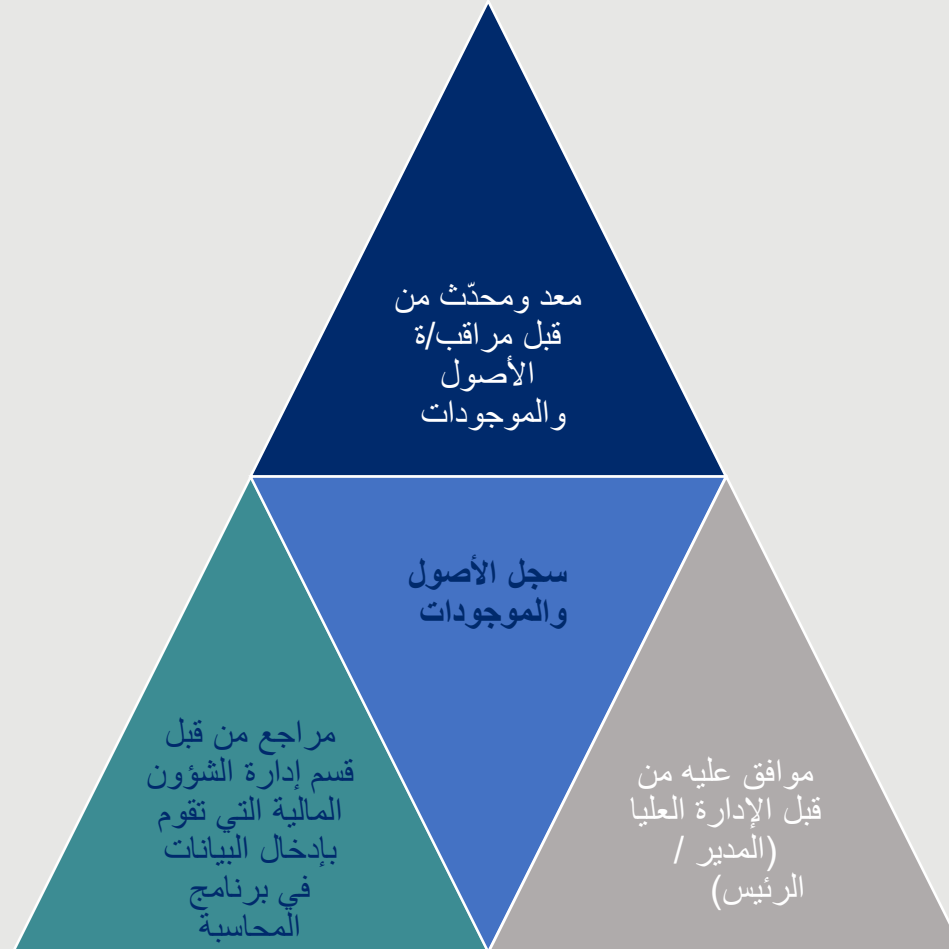 معد ومحدّث من
قبل مراقب/ة
الأصول
والموجودات
سجل الأصول
والموجودات
مراجع من قبل
قسم إدارة الشؤون
المالية التي تقوم
بإدخال البيانات
في برنامج
المحاسبة
موافق عليه من
قبل الإدارة العليا
(المدير /
الرئيس)